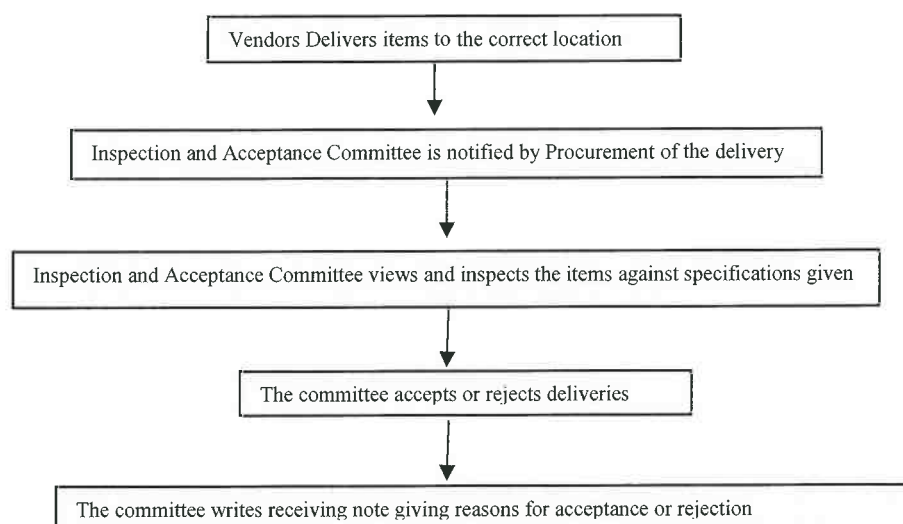 Vendors Delivers items to the correct location
Inspection and Acceptance Committee is notified by Procurement of the delivery
Inspection and Acceptance Committee views and inspects the items against specifications given
The committee accepts or rejects deliveries
The committee writes receiving note giving reasons for acceptance or rejection